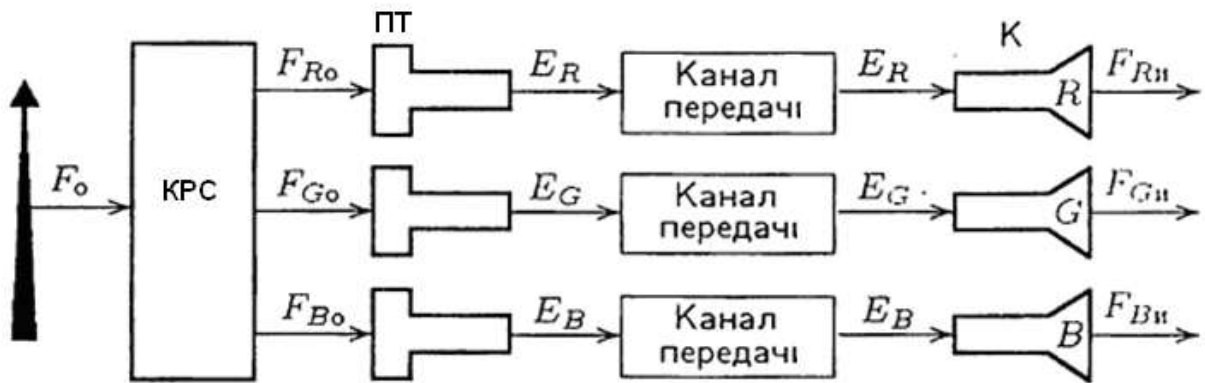 ПТ
К
F_Ro
E_R
Канал
передачі
E_R
R
F_Rи
F_o
КРС
F_Go
E_G
Канал
передачі
E_G
G
F_Gи
F_Bo
E_B
Канал
передачі
E_B
B
F_Bи